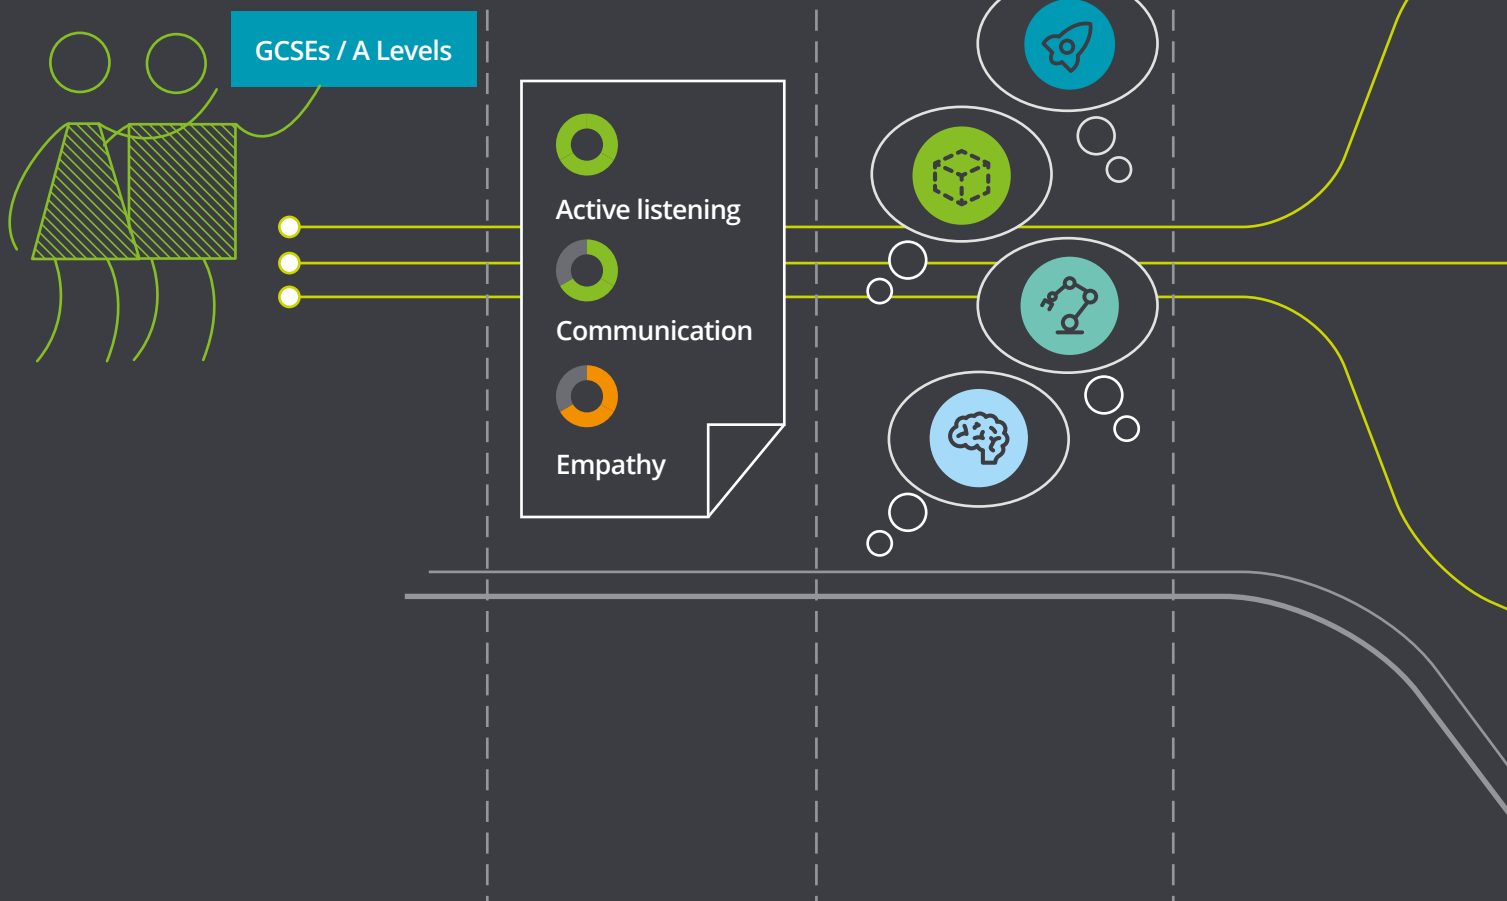 GCSEs / A Levels
Active listening
Communication
Empathy